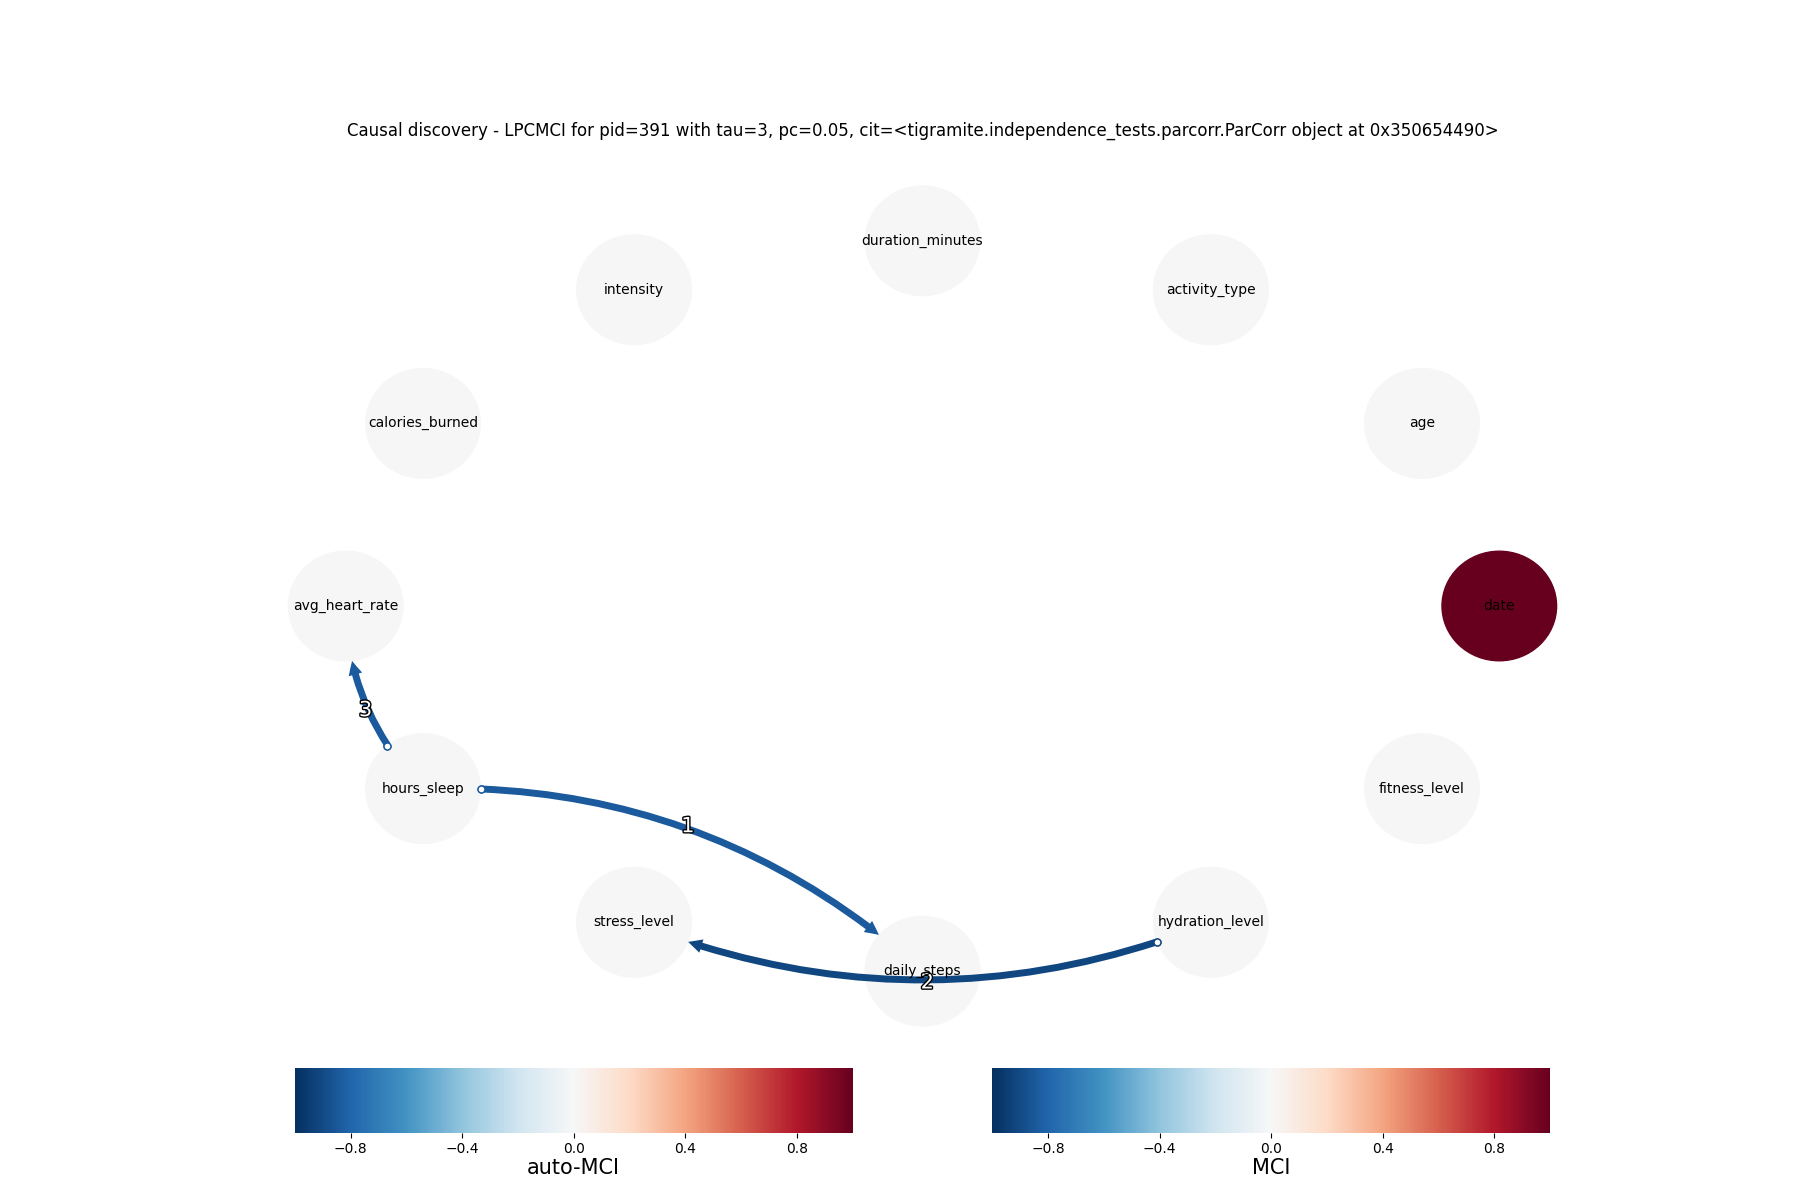 Causal discovery - LPCMCI for pid=391 with tau=3, pc=0.05, cit=<tigramite.independence_tests.parcorr.ParCorr object at 0x350654490>
duration_minutes
intensity
activity_type
calories_burned
age
avg_heart_rate
date
3
hours_sleep
fitness_level
1
stress_level
hydration_level
daily_steps
2
−0.8 −0.4 0.0 0.4 0.8
auto-MCI
−0.8 −0.4 0.0 0.4 0.8
MCI